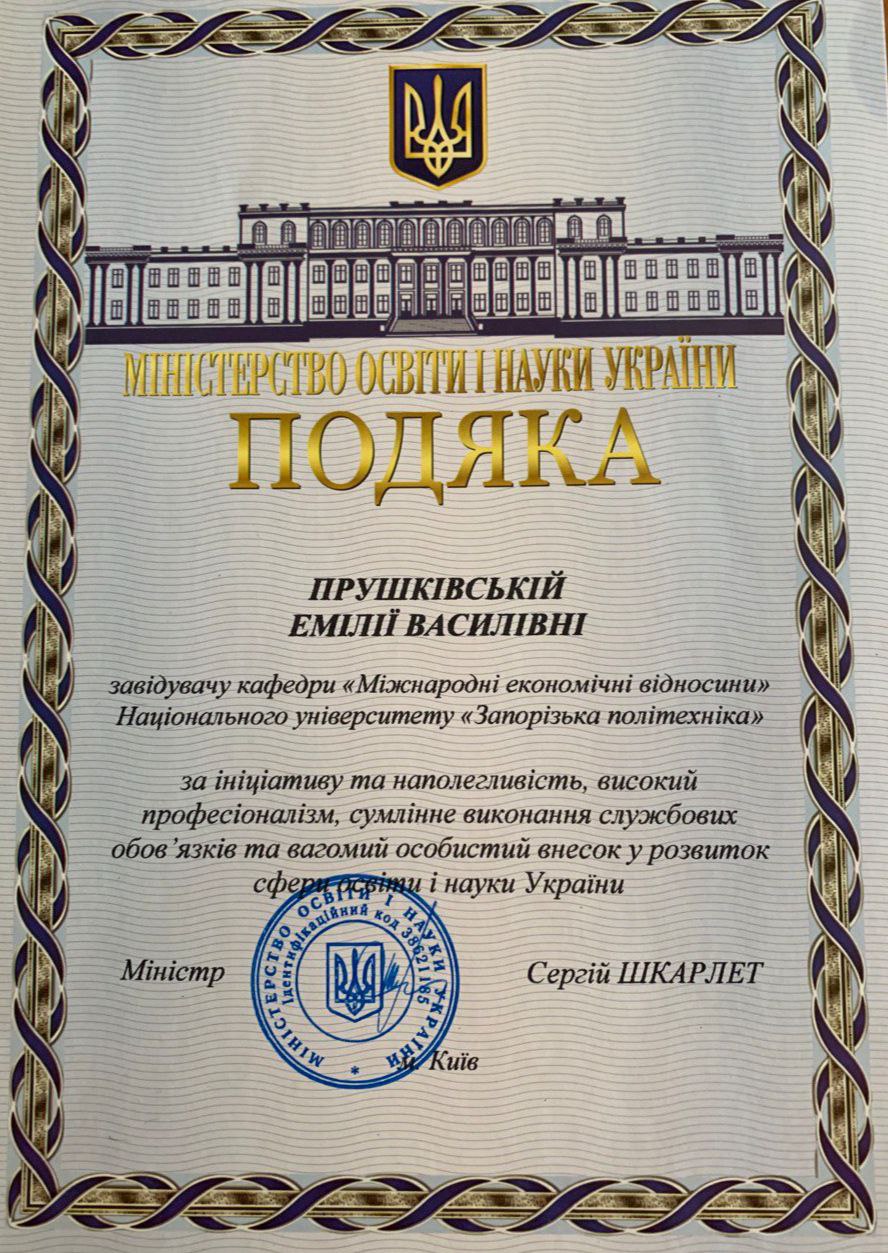 МІНІСТЕРСТВО ОСВІТИ І НАУКИ УКРАЇНИ
ПОДЯКА
ПРУШКІВСЬКІЙ
ЕМІЛІЇ ВАСИЛІВНІ
завідувачу кафедри «Міжнародні економічні відносини»
Національного університету «Запорізька політехніка»
за ініціативу та наполегливість, високий
професіоналізм, сумлінне виконання службових
обов’язків та вагомий особистий внесок у розвиток
сфери освіти і науки України
МІНІСТЕРСТВО ОСВІТИ І НАУКИ УКРАЇНИ *
Ідентифікаційний код 38621185
Міністр
Сергій ШКАРЛЕТ
м. Київ